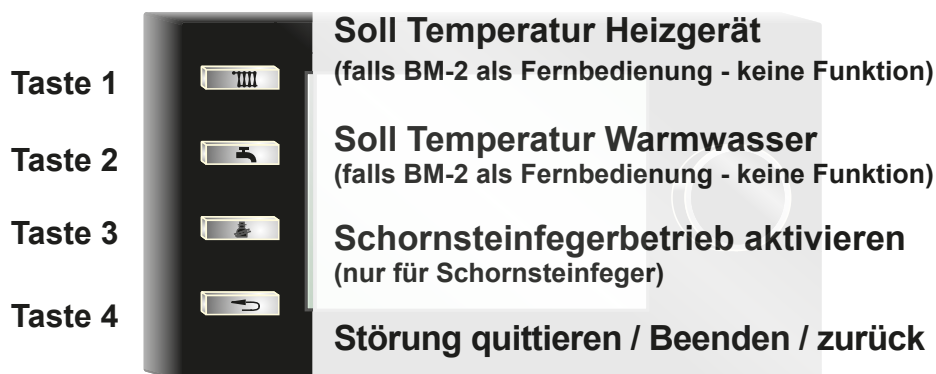 Soll Temperatur Heizgerät
Taste 1
(falls BM-2 als Fernbedienung - keine Funktion)
Soll Temperatur Warmwasser
Taste 2
(falls BM-2 als Fernbedienung - keine Funktion)
Taste 3
Schornsteinfegerbetrieb aktivieren
(nur für Schornsteinfeger)
Taste 4
Störung quittieren / Beenden / zurück